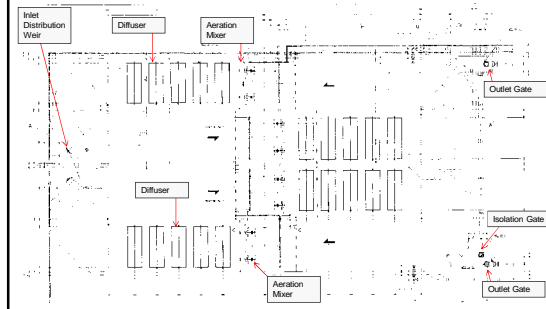 Inlet
Distribution
Weir
Diffuser
Aeration
Mixer
Outlet Gate
Diffuser
Isolation Gate
Aeration
Mixer
Outlet Gate